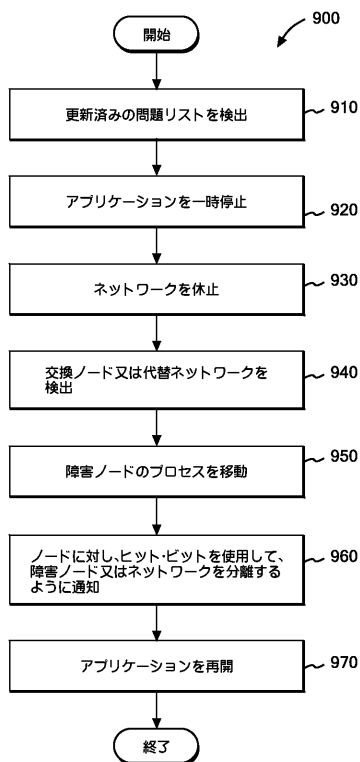 開始
900
更新済みの問題リストを検出
910
アプリケーションを一時停止
920
ネットワークを休止
930
交換ノード又は代替ネットワークを
検出
940
障害ノードのプロセスを移動
950
ノードに対し、ヒット・ビットを使用して、
障害ノード又はネットワークを分離する
ように通知
960
アプリケーションを再開
970
終了